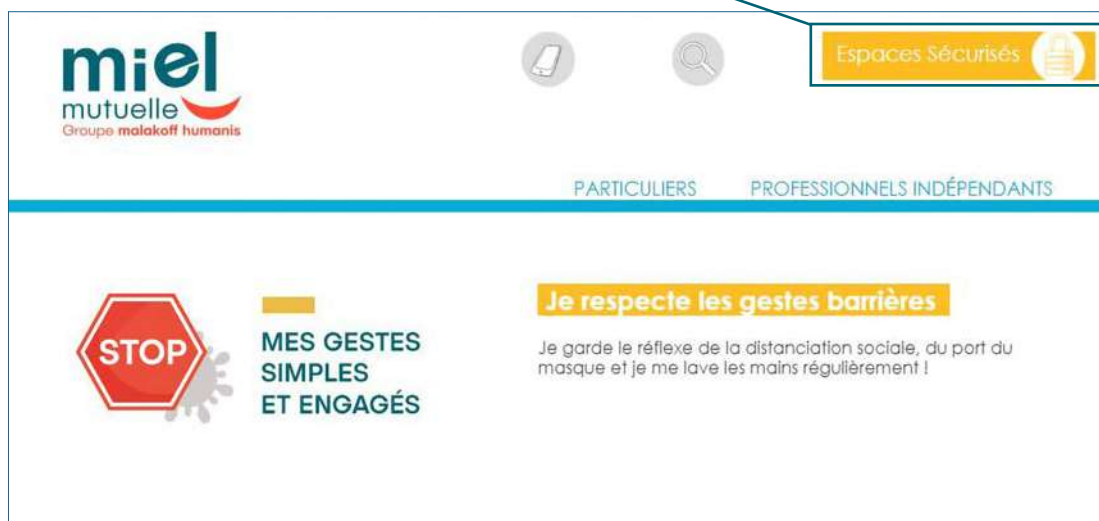 miel
mutuelle
Groupe malakoff humanis
Espaces Sécurisés
PARTICULIERS PROFESSIONNELS INDÉPENDANTS
STOP
MES GESTES
SIMPLES
ET ENGAGÉS
Je respecte les gestes barrières
Je garde le réflexe de la distanciation sociale, du port du
masque et je me lave les mains régulièrement !